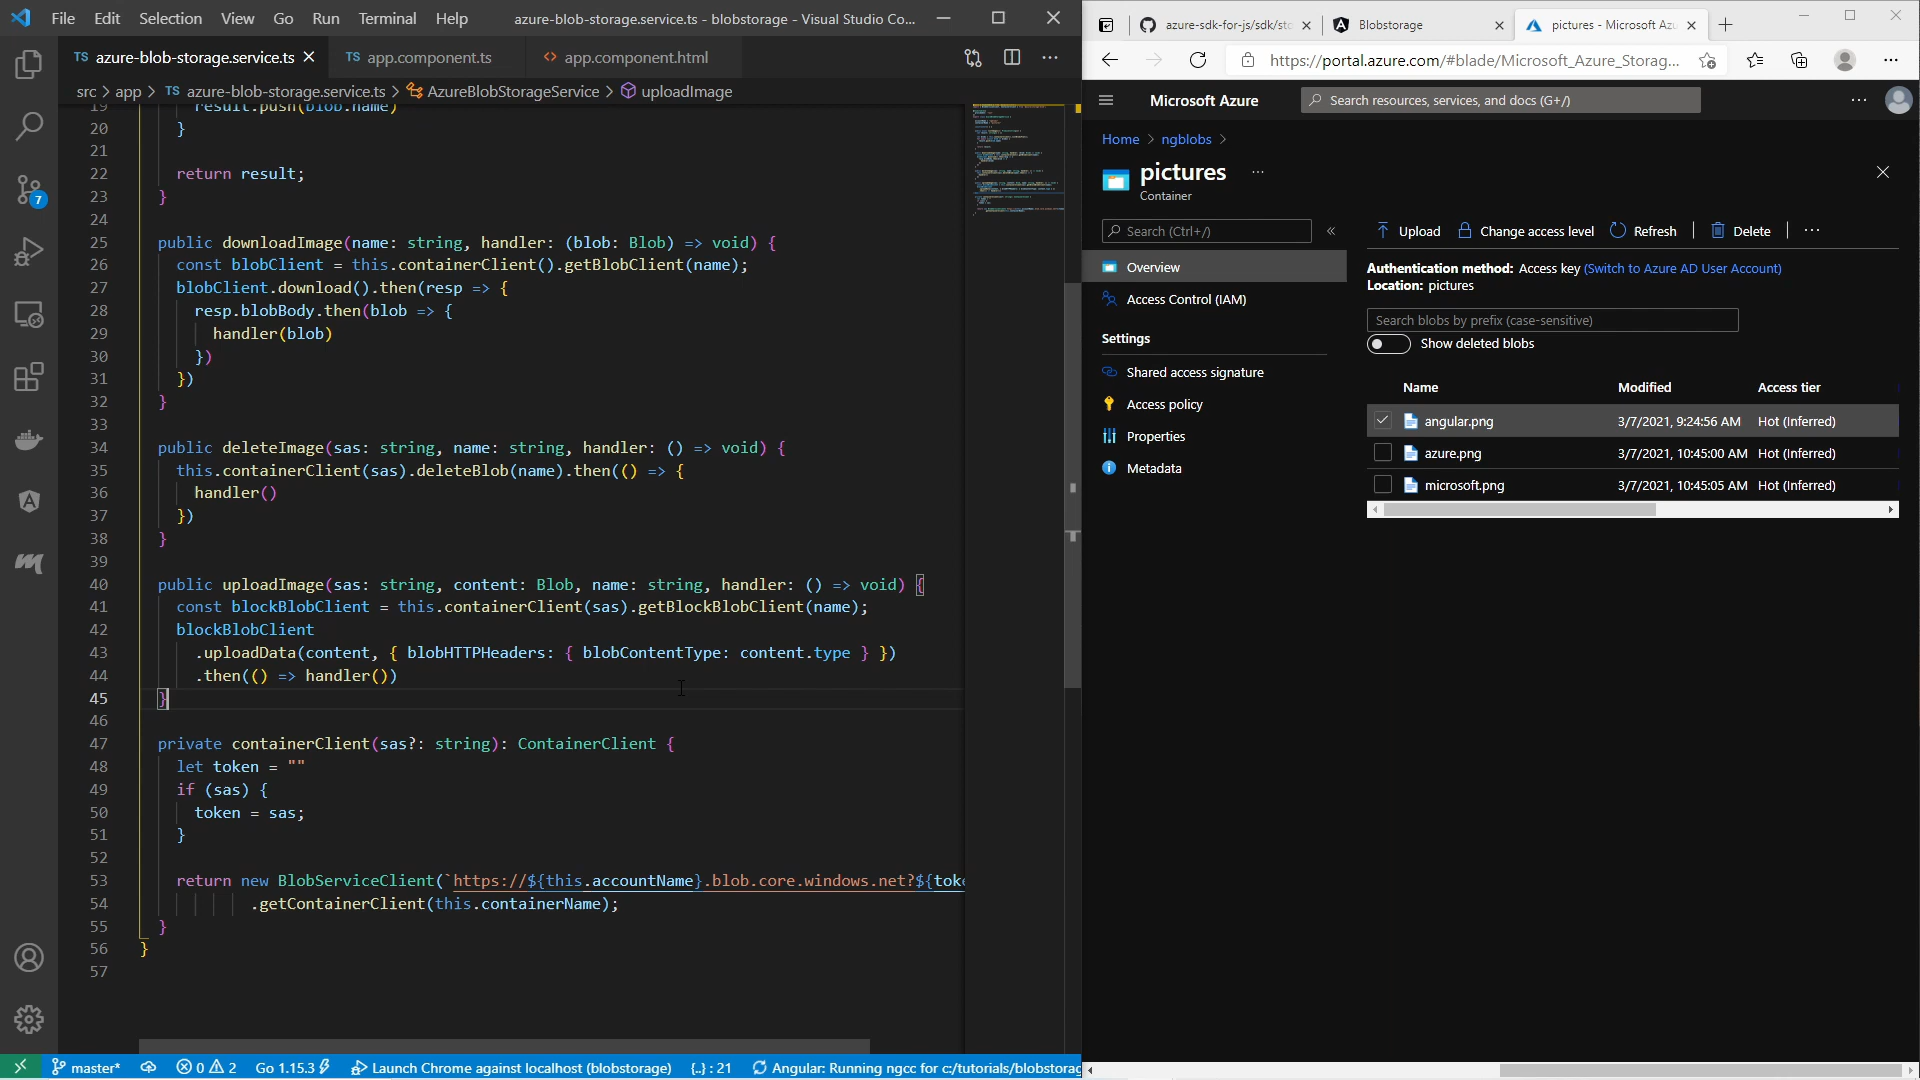 File Edit Selection View Go Run Terminal Help azure-blob-storage.service.ts - blobstorage - Visual Studio Co...
TS azure-blob-storage.service.ts TS app.component.ts <> app.component.html
src > app > TS azure-blob-storage.service.ts > AzureBlobStorageService > uploadImage
19 result.push(blob.name)
20 }
21
22 return result;
23 }
24
25 public downloadImage(name: string, handler: (blob: Blob) => void) {
26 const blobClient = this.containerClient().getBlobClient(name);
27 blobClient.download().then(resp => {
28 resp.blobBody.then(blob => {
29 handler(blob)
30 })
31 })
32 }
33
34 public deleteImage(sas: string, name: string, handler: () => void) {
35 this.containerClient(sas).deleteBlob(name).then(() => {
36 handler()
37 })
38 }
39
40 public uploadImage(sas: string, content: Blob, name: string, handler: () => void) {
41 const blockBlobClient = this.containerClient(sas).getBlockBlobClient(name);
42 blockBlobClient
43 .uploadData(content, { blobHTTPHeaders: { blobContentType: content.type } })
44 .then(() => handler())
45 }
46
47 private containerClient(sas?: string): ContainerClient {
48 let token = ""
49 if (sas) {
50 token = sas;
51 }
52
53 return new BlobServiceClient(`https://${this.accountName}.blob.core.windows.net?${toke
54 .getContainerClient(this.containerName);
55 }
56 }
57
7
master* 0 2 Go 1.15.3 Launch Chrome against localhost (blobstorage) {..} : 21 Angular: Running ngcc for c:/tutorials/blobstorag
azure-sdk-for-js/sdk/sto Blobstorage pictures - Microsoft Azu
https://portal.azure.com/#blade/Microsoft_Azure_Storag...
Microsoft Azure Search resources, services, and docs (G+/)
Home > ngblobs >
pictures ...
Container
Search (Ctrl+/) «
Overview
Access Control (IAM)
Settings
Shared access signature
Access policy
Properties
Metadata
Upload Change access level Refresh Delete ...
Authentication method: Access key (Switch to Azure AD User Account)
Location: pictures
Search blobs by prefix (case-sensitive)
Show deleted blobs
Name Modified Access tier
angular.png 3/7/2021, 9:24:56 AM Hot (Inferred)
azure.png 3/7/2021, 10:45:00 AM Hot (Inferred)
microsoft.png 3/7/2021, 10:45:05 AM Hot (Inferred)